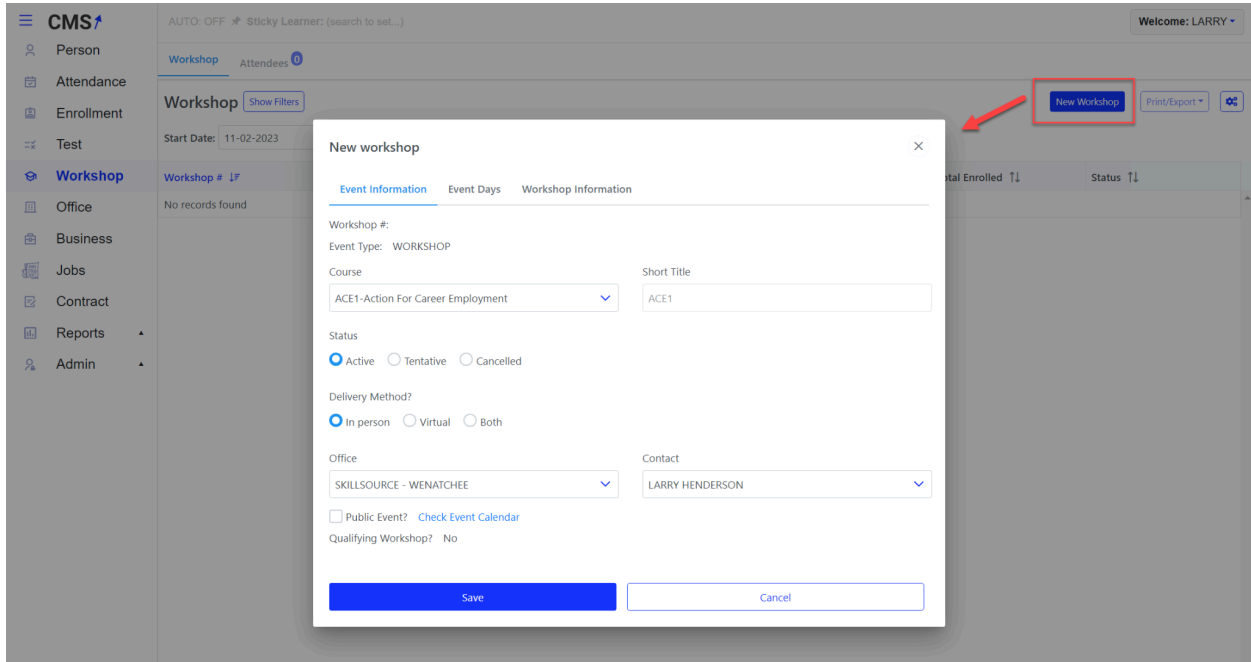 CMS
AUTO: OFF Sticky Learner: (search to set...)
Welcome: LARRY
Person
Attendance
Enrollment
Test
Workshop
Office
Business
Jobs
Contract
Reports
Admin
Workshop Attendees 0
Workshop Show Filters
New Workshop Print/Export
Start Date: 11-02-2023
Workshop # tal Enrolled Status
No records found
New workshop
Event Information Event Days Workshop Information
Workshop #:
Event Type: WORKSHOP
Course Short Title
ACE1-Action For Career Employment ACE1
Status
Active Tentative Cancelled
Delivery Method?
In person Virtual Both
Office Contact
SKILLSOURCE - WENATCHEE LARRY HENDERSON
Public Event? Check Event Calendar
Qualifying Workshop? No
Save Cancel